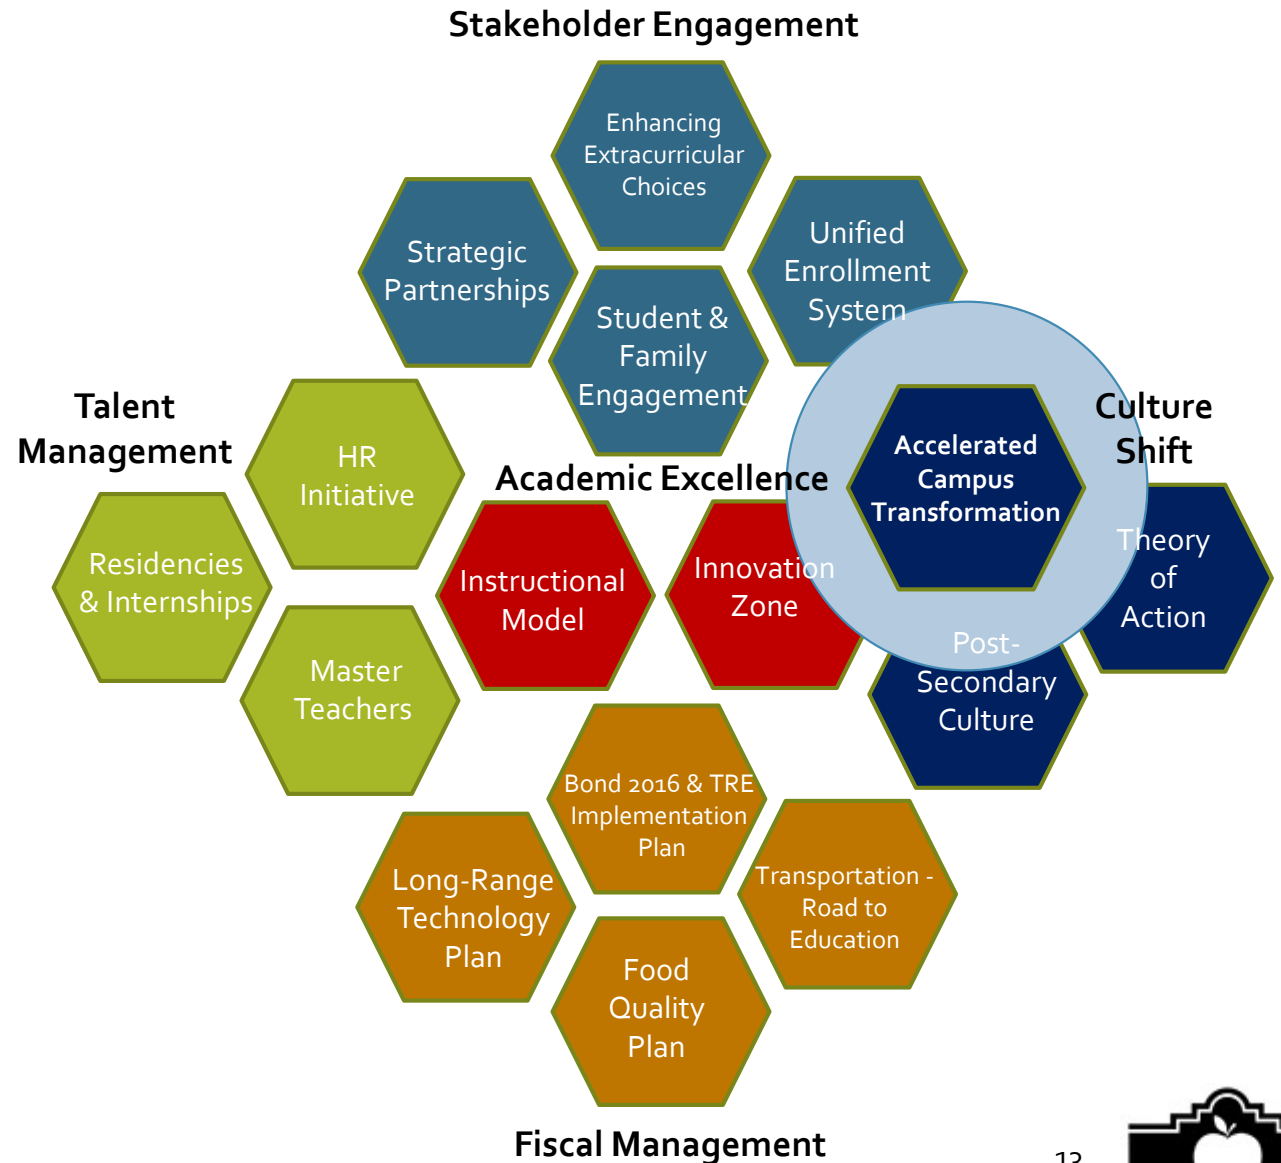 Stakeholder Engagement
Enhancing
Extracurricular
Choices
Strategic
Partnerships
Unified
Enrollment
System
Student &
Family
Engagement
Talent
Management
HR
Initiative
Residencies
& Internships
Master
Teachers
Academic Excellence
Instructional
Model
Innovation
Zone
Culture
Shift
Accelerated
Campus
Transformation
Theory
of
Action
Post-
Secondary
Culture
Bond 2016 & TRE
Implementation
Plan
Long-Range
Technology
Plan
Transportation -
Road to
Education
Food
Quality
Plan
Fiscal Management
13